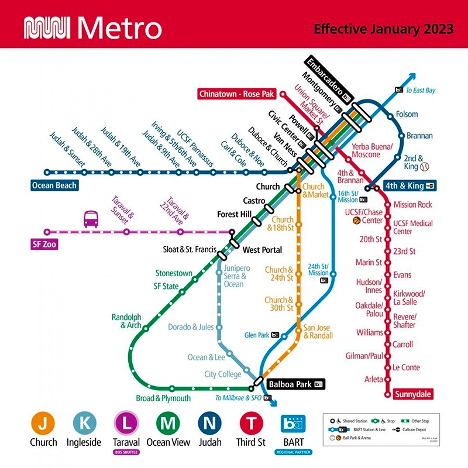 muni Metro
Effective January 2023
Embarcadero
Montgomery
Union Square/
Market St
Powell
Civic Center
Van Ness
Chinatown - Rose Pak
to East Bay
Folsom
Brannan
2nd &
King
4th & King
Yerba Buena/
Moscone
4th &
Brannan
Judah & Sunset
Judah & 28th Ave
Judah & 19th Ave
Judah & 9th Ave
Irving & 5th/6th Ave
UCSF Parnassus
Carl & Cole
Duboce & Noe
Duboce & Church
Ocean Beach
Church
Church
& Market
Castro
Forest Hill
West Portal
Sloat & St. Francis
Taraval
& Sunset
Taraval &
22nd Ave
SF Zoo
Church
& 18th St
16th St/
Mission
24th St/
Mission
Church &
24th St
Church &
30th St
San Jose
& Randall
Glen Park
Balboa Park
To Millbrae & SFO
Stonestown
SF State
Randolph
& Arch
Broad & Plymouth
Junipero
Serra &
Ocean
Dorado & Jules
Ocean & Lee
City College
Mission Rock
UCSF/Chase
Center
UCSF Medical
Center
20th St
23rd St
Marin St
Evans
Hudson/
Innes
Kirkwood/
La Salle
Oakdale/
Palou
Revere/
Shafter
Williams
Carroll
Gilman/Paul
Le Conte
Arleta
Sunnydale
J
Church
K
Ingleside
L
Taraval
BUS SHUTTLE
M
Ocean View
N
Judah
T
Third St
BART
REGIONAL PARTNER
Shared Station
Stop
Other Stop
BART Station & Line
Caltrain Depot
Ball Park & Arena